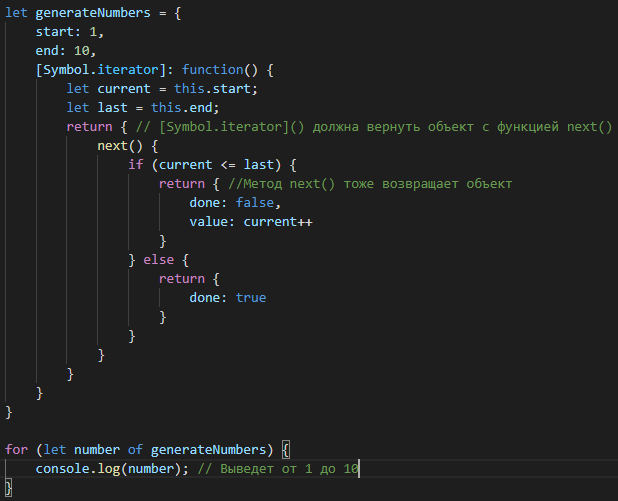 let generateNumbers = {
    start: 1,
    end: 10,
    [Symbol.iterator]: function() {
        let current = this.start;
        let last = this.end;
        return { // [Symbol.iterator]() должна вернуть объект с функцией next()
            next() {
                if (current <= last) {
                    return { //Метод next() тоже возвращает объект
                        done: false,
                        value: current++
                    }
                } else {
                    return {
                        done: true
                    }
                }
            }
        }
    }
}

for (let number of generateNumbers) {
    console.log(number); // Выведет от 1 до 10
}